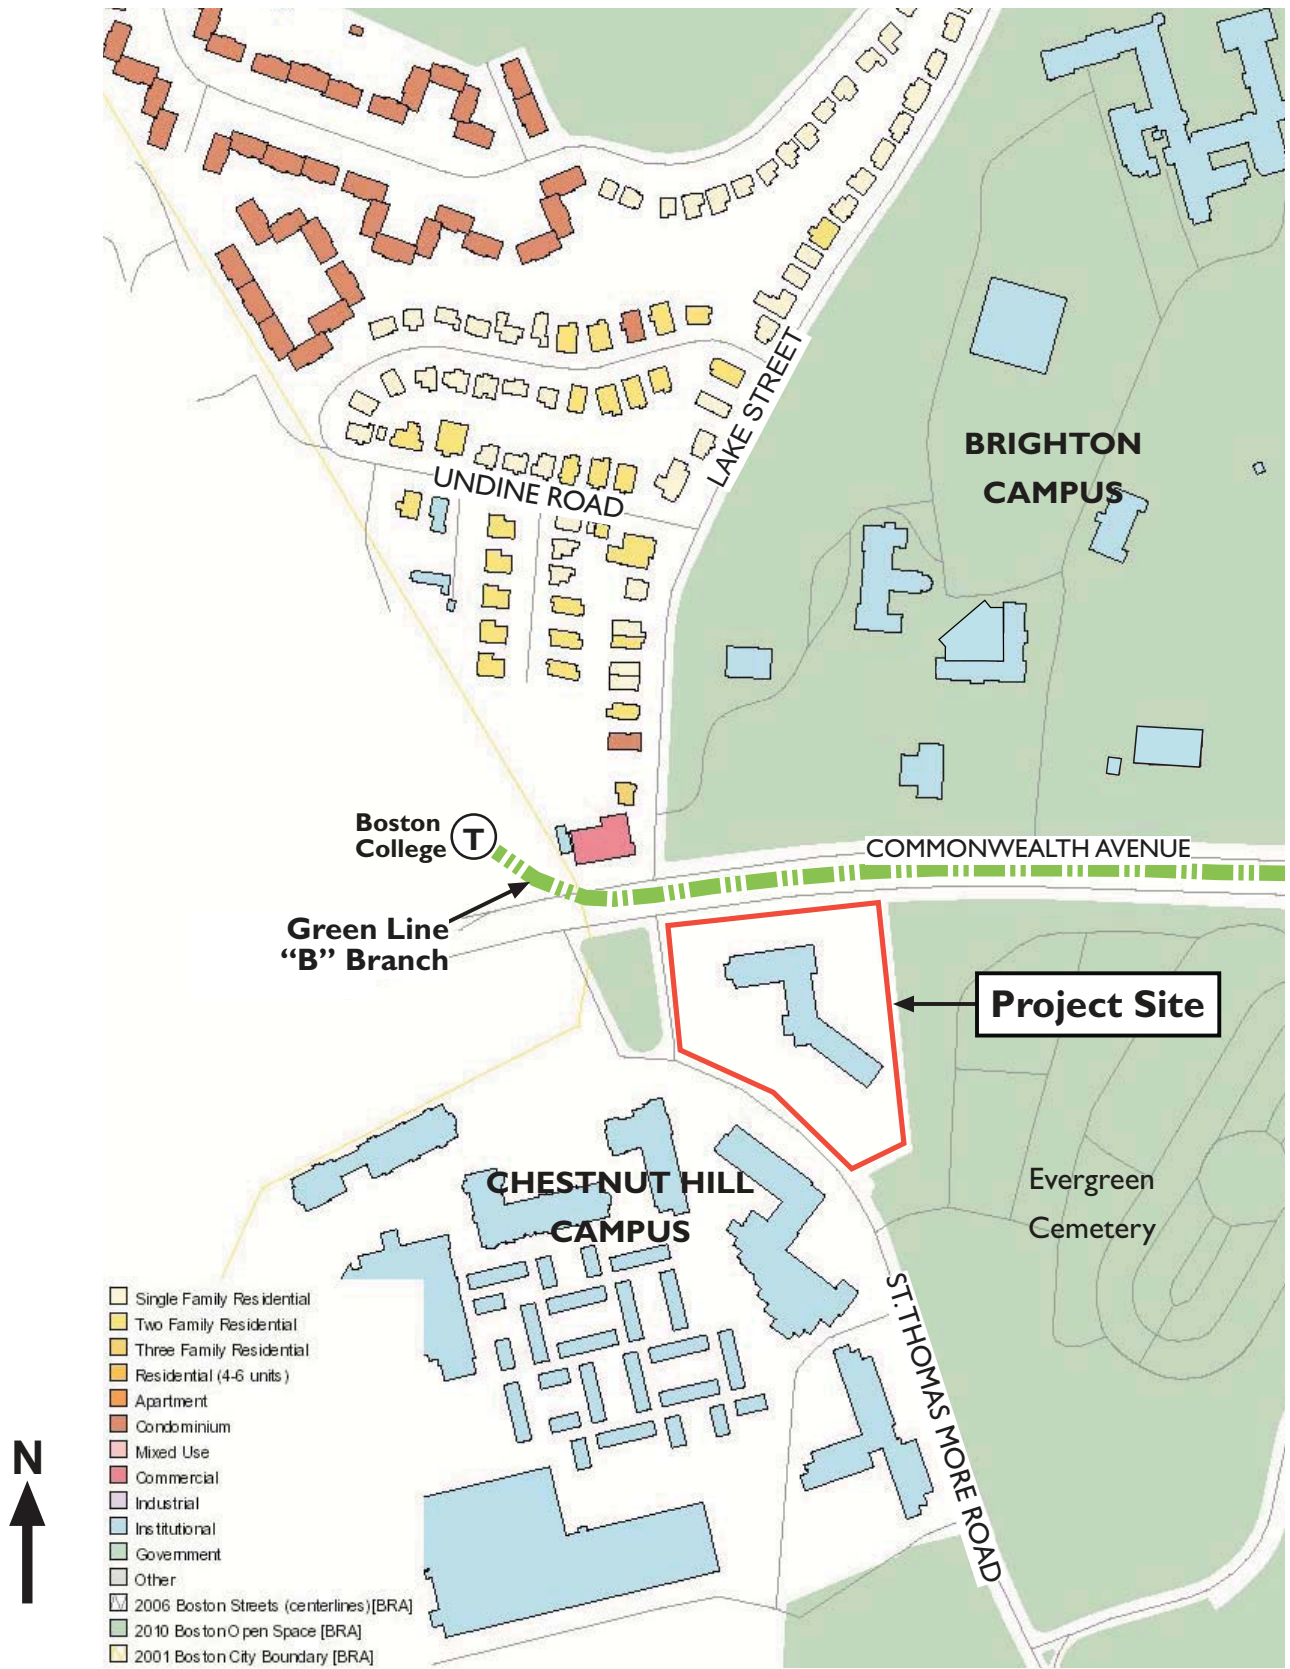 LAKE STREET
BRIGHTON
CAMPUS
UNDINE ROAD
Boston
College
T
COMMONWEALTH AVENUE
Green Line
“B” Branch
Project Site
CHESTNUT HILL
CAMPUS
Evergreen
Cemetery
ST. THOMAS MORE ROAD
Single Family Residential
Two Family Residential
Three Family Residential
Residential (4-6 units)
Apartment
Condominium
Mixed Use
Commercial
Industrial
Institutional
Government
Other
2006 Boston Streets (centerlines)[BRA]
2010 Boston Open Space [BRA]
2001 Boston City Boundary [BRA]
N